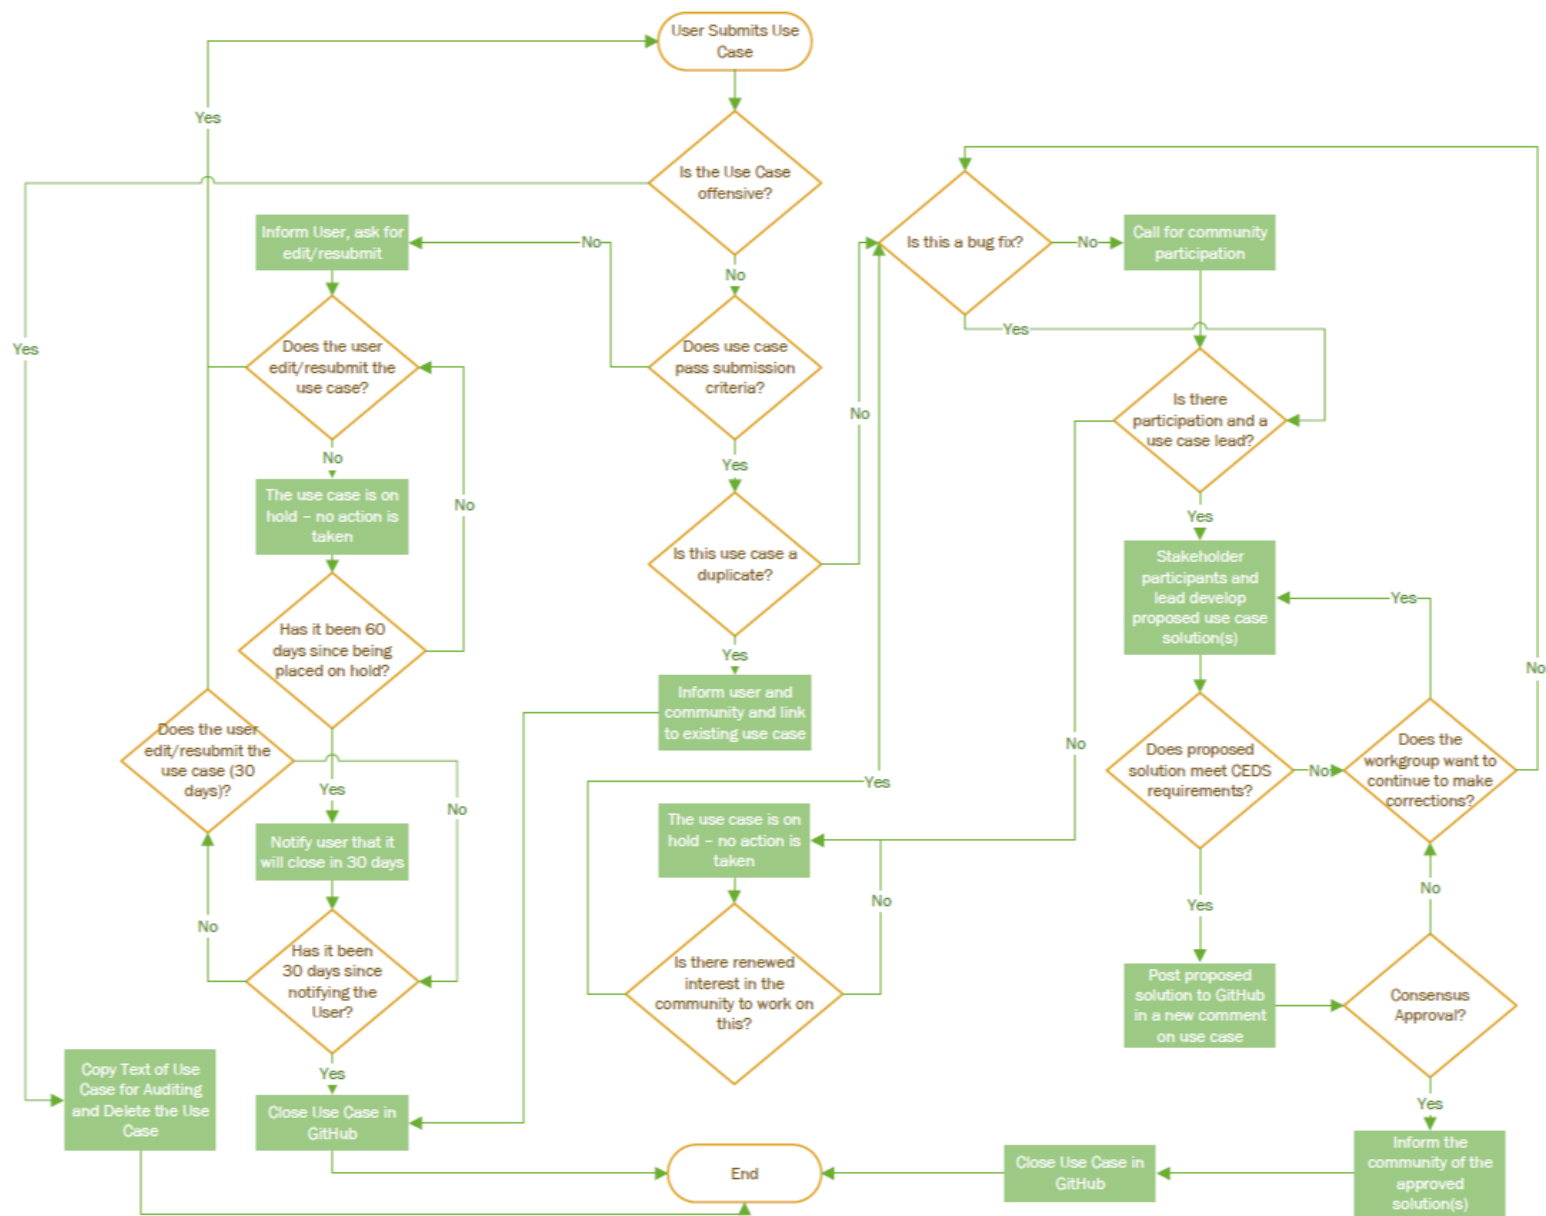 User Submits Use
Case
Yes
Is the Use Case
offensive?
Inform User, ask for
edit/resubmit
No
Is this a bug fix?
No
Call for community
participation
No
Yes
Yes
Does the user
edit/resubmit the
use case?
Does use case
pass submission
criteria?
Is there
participation and a
use case lead?
No
No
Yes
No
The use case is on
hold – no action is
taken
Yes
Is this use case a
duplicate?
Stakeholder
participants and
lead develop
proposed use case
solution(s)
Yes
Has it been 60
days since being
placed on hold?
Yes
No
Inform user and
community and link
to existing use case
Does the user
edit/resubmit the
use case (30
days)?
No
Does proposed
solution meet CEDS
requirements?
No
Does the
workgroup want to
continue to make
corrections?
Yes
Yes
No
Notify user that it
will close in 30 days
The use case is on
hold – no action is
taken
No
No
Yes
No
Has it been
30 days since
notifying the
User?
Is there renewed
interest in the
community to work on
this?
Post proposed
solution to GitHub
in a new comment
on use case
Consensus
Approval?
Yes
Yes
Copy Text of Use
Case for Auditing
and Delete the Use
Case
Close Use Case in
GitHub
End
Close Use Case in
GitHub
Inform the
community of the
approved
solution(s)